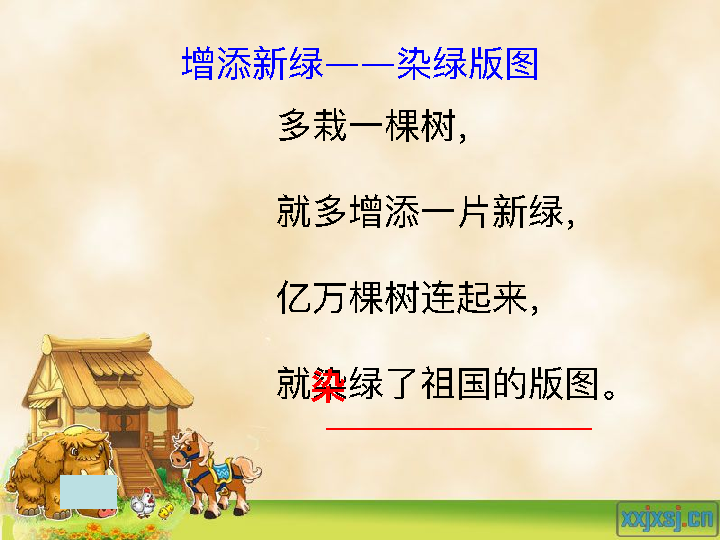 增添新绿——染绿版图
多栽一棵树，
就多增添一片新绿，
亿万棵树连起来，
就染绿了祖国的版图。
xxjxsj.cn